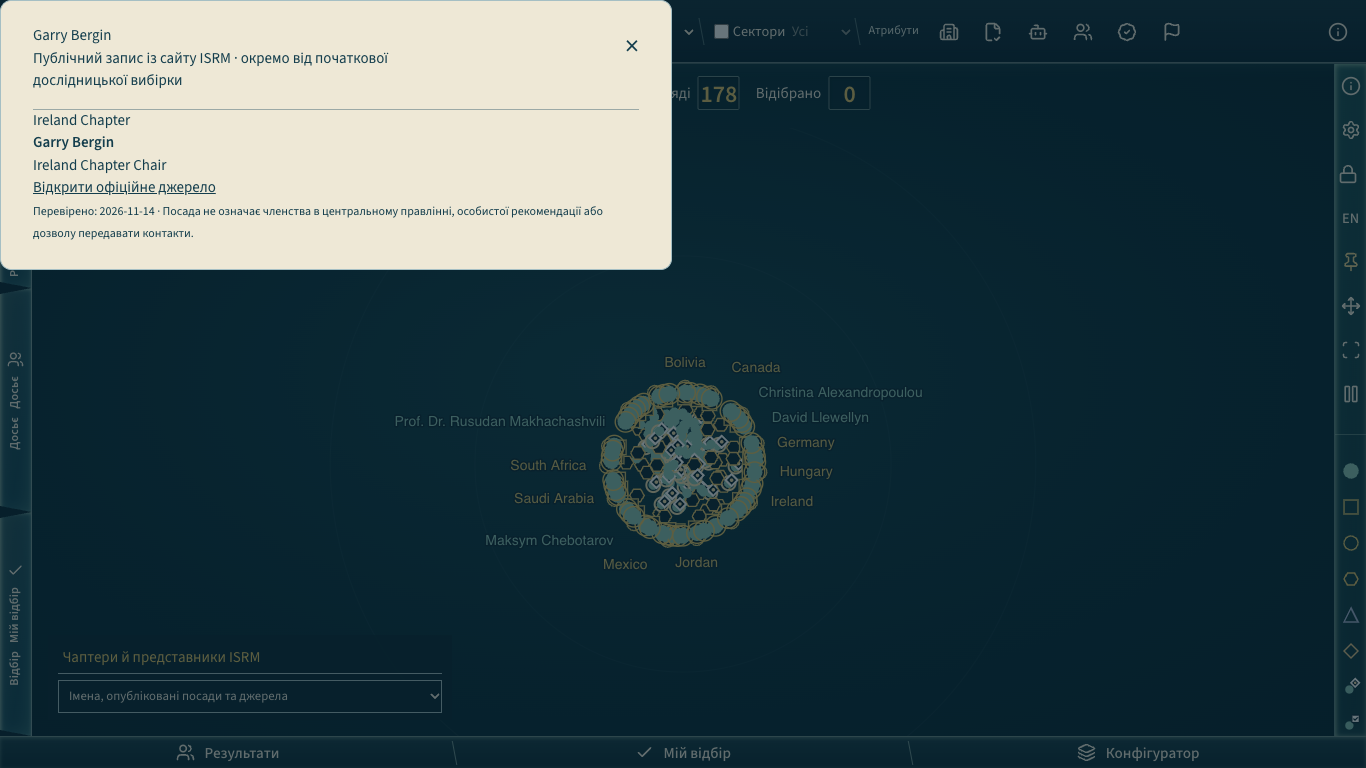 Garry Bergin
Публічний запис із сайту ISRM · окремо від початкової
дослідницької вибірки
Ireland Chapter
Garry Bergin
Ireland Chapter Chair
Відкрити офіційне джерело
Перевірено: 2026-11-14 · Посада не означає членства в центральному правлінні, особистої рекомендації або
дозволу передавати контакти.
Сектори Усі
Атрибути
178
Відібрано 0
EN
Досьє Досьє
Відбір Мій відбір
Bolivia
Canada
Christina Alexandropoulou
Prof. Dr. Rusudan Makhachashvili
David Llewellyn
Germany
South Africa
Hungary
Saudi Arabia
Ireland
Maksym Chebotarov
Mexico
Jordan
Чаптери й представники ISRM
Імена, опубліковані посади та джерела
Результати
Мій відбір
Конфігуратор